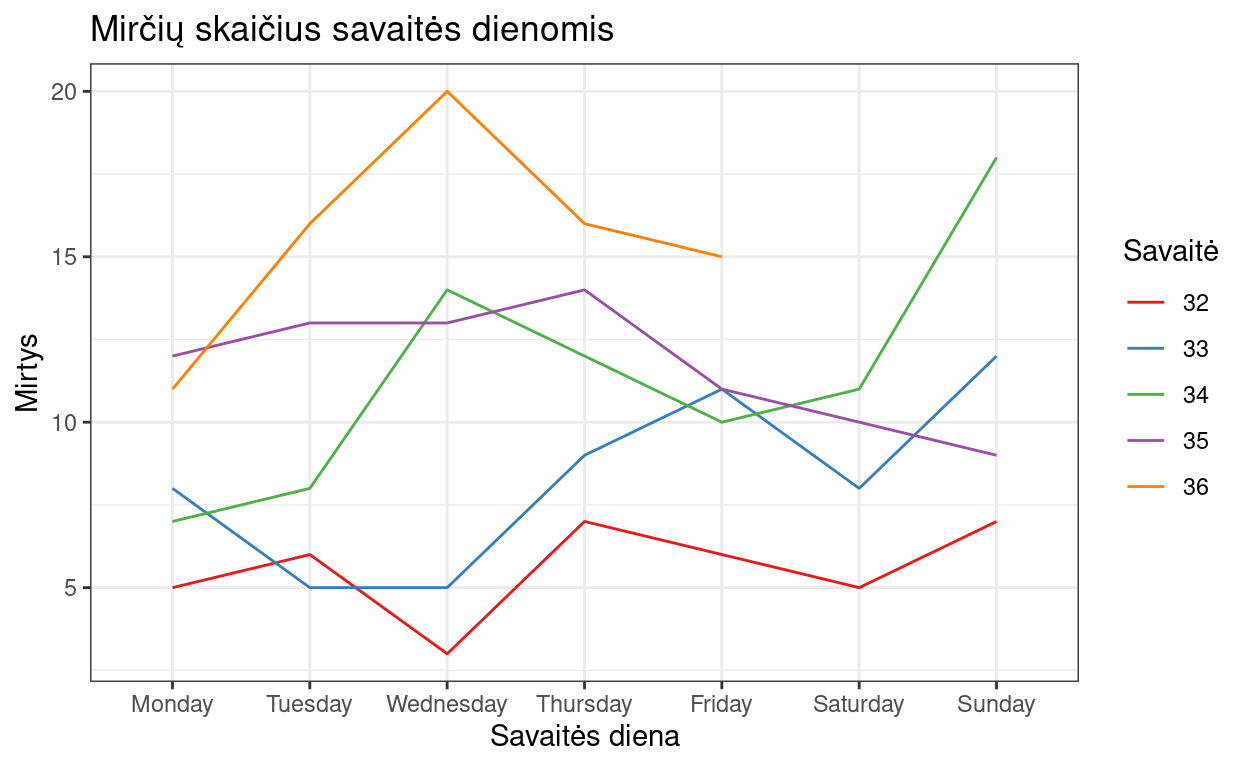 Mirčių skaičius savaitės dienomis
20
15
10
5
Mirtys
Monday Tuesday Wednesday Thursday Friday Saturday Sunday
Savaitės diena
Savaitė
32
33
34
35
36